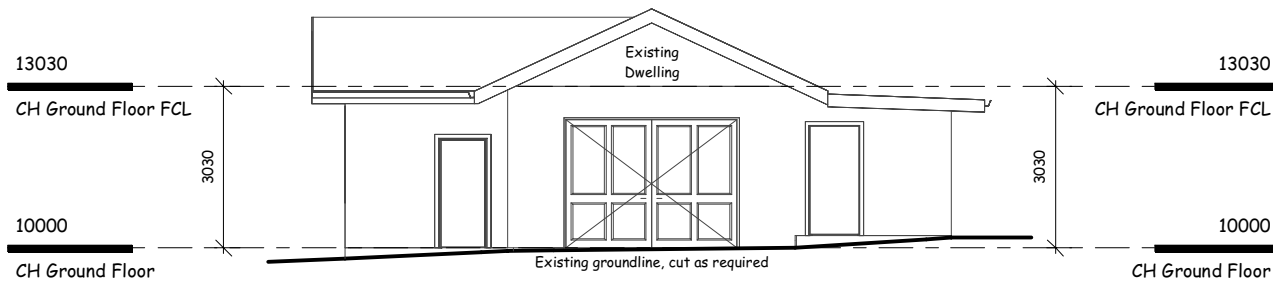 Existing
Dwelling
13030
CH Ground Floor FCL
13030
CH Ground Floor FCL
3030
3030
10000
CH Ground Floor
Existing groundline, cut as required
10000
CH Ground Floor